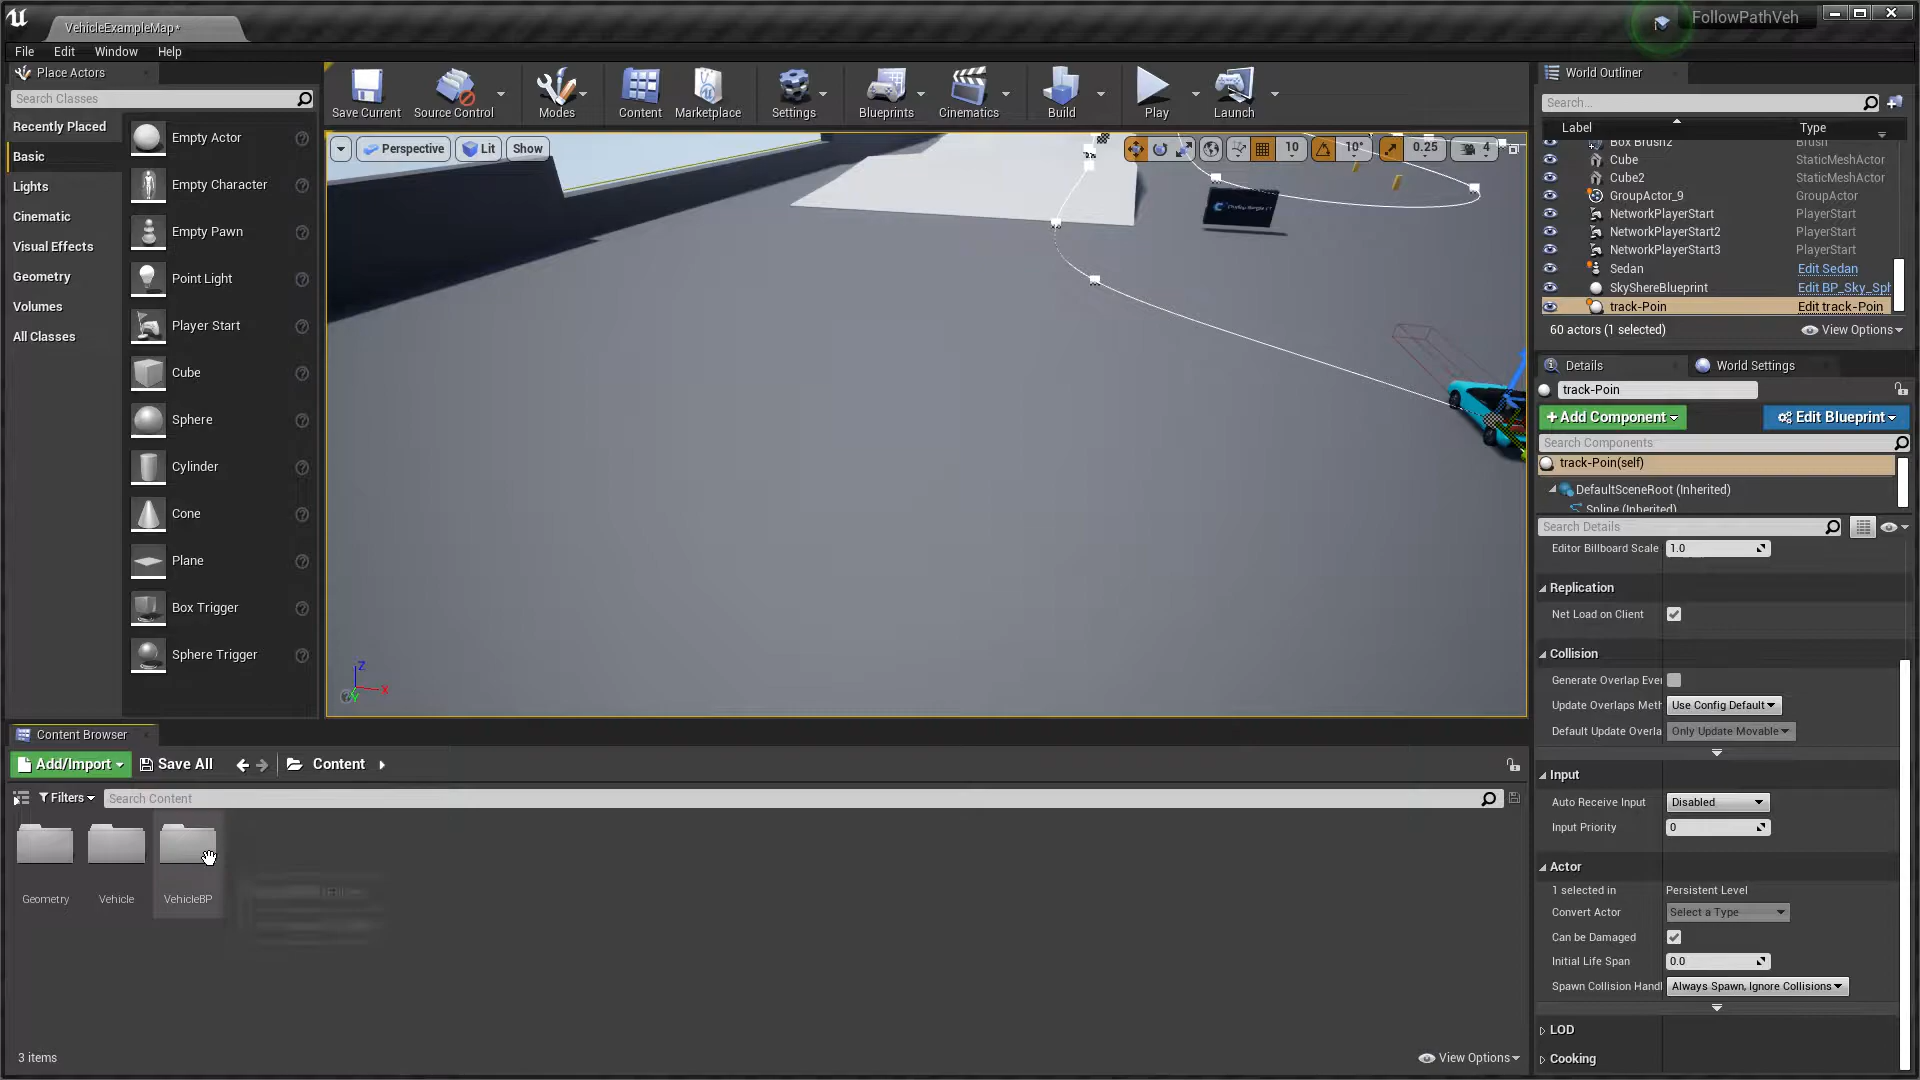 VehicleExampleMap*
FollowPathVeh
File Edit Window Help
Place Actors
Search Classes
Recently Placed
Basic
Lights
Cinematic
Visual Effects
Geometry
Volumes
All Classes
Empty Actor
Empty Character
Empty Pawn
Point Light
Player Start
Cube
Sphere
Cylinder
Cone
Plane
Box Trigger
Sphere Trigger
Save Current Source Control Modes Content Marketplace Settings Blueprints Cinematics Build Play Launch
Perspective Lit Show
10 10° 0.25 4
Z
X
Y
World Outliner
Search...
Label Type
Box Brush2 Brush
Cube StaticMeshActor
Cube2 StaticMeshActor
GroupActor_9 GroupActor
NetworkPlayerStart PlayerStart
NetworkPlayerStart2 PlayerStart
NetworkPlayerStart3 PlayerStart
Sedan Edit Sedan
SkyShereBlueprint Edit BP_Sky_Sph
track-Poin Edit track-Poin
60 actors (1 selected) View Options
Details World Settings
track-Poin
+Add Component Edit Blueprint
Search Components
track-Poin(self)
DefaultSceneRoot (Inherited)
Spline (Inherited)
Search Details
Editor Billboard Scale 1.0
Replication
Net Load on Client
Collision
Generate Overlap Ever
Update Overlaps Meth Use Config Default
Default Update Overla Only Update Movable
Input
Auto Receive Input Disabled
Input Priority 0
Actor
1 selected in Persistent Level
Convert Actor Select a Type
Can be Damaged
Initial Life Span 0.0
Spawn Collision Handl Always Spawn, Ignore Collisions
LOD
Cooking
Content Browser
Add/Import Save All Content
Filters Search Content
Geometry Vehicle VehicleBP
3 items View Options